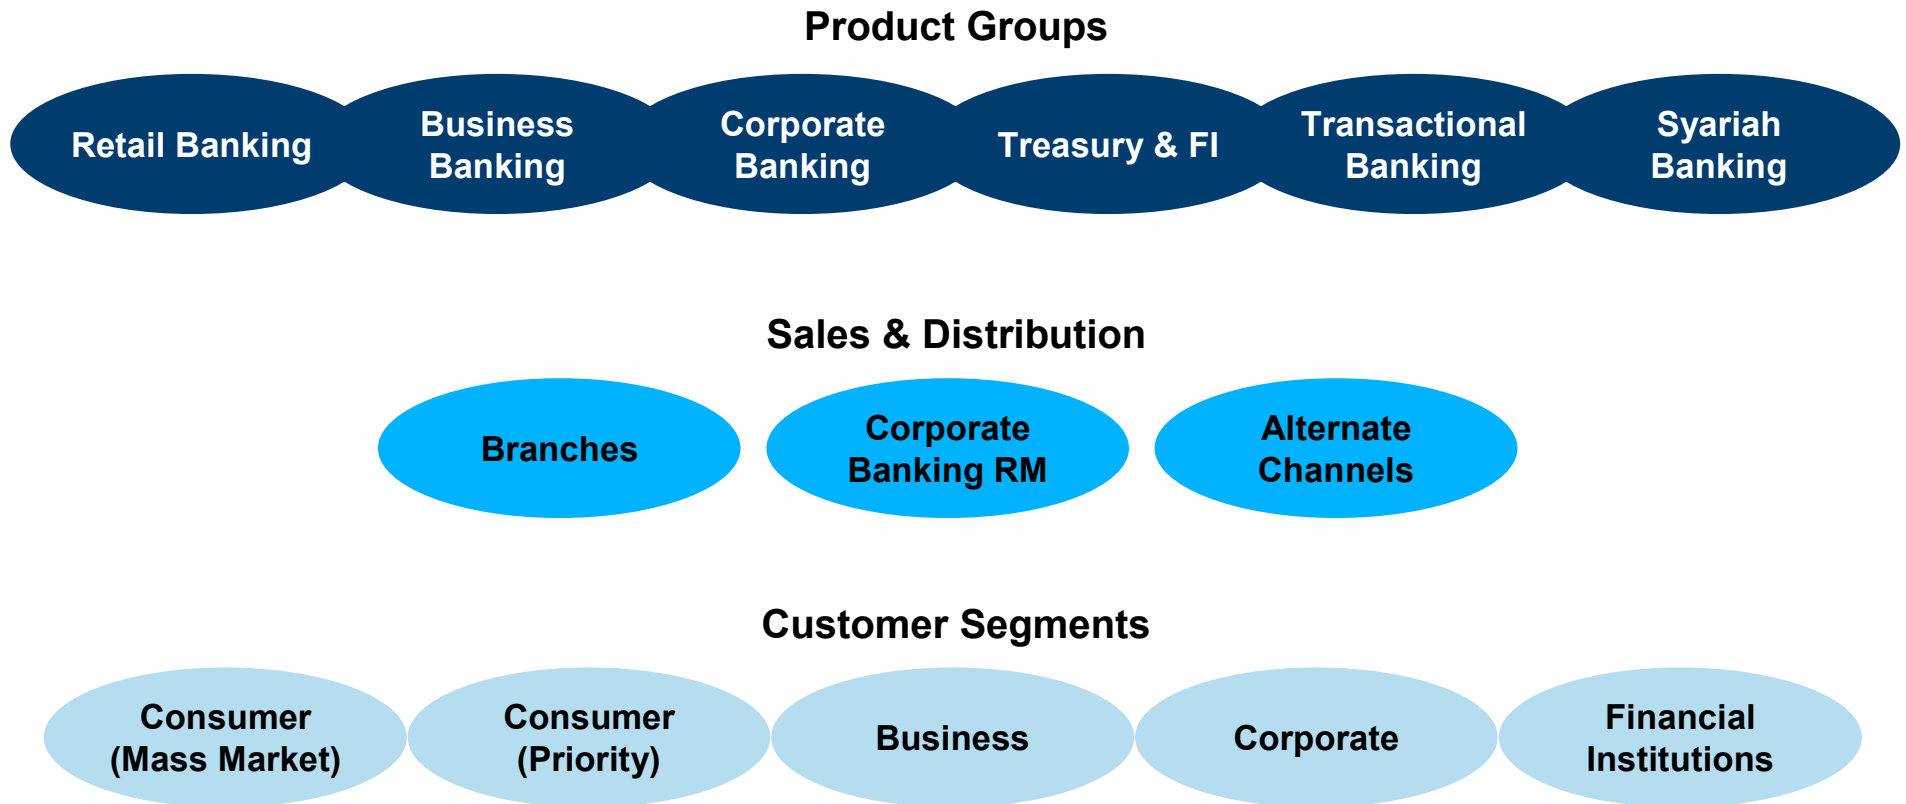 Product Groups
Retail Banking
Business
Banking
Corporate
Banking
Treasury & FI
Transactional
Banking
Syariah
Banking
Sales & Distribution
Branches
Corporate
Banking RM
Alternate
Channels
Customer Segments
Consumer
(Mass Market)
Consumer
(Priority)
Business
Corporate
Financial
Institutions